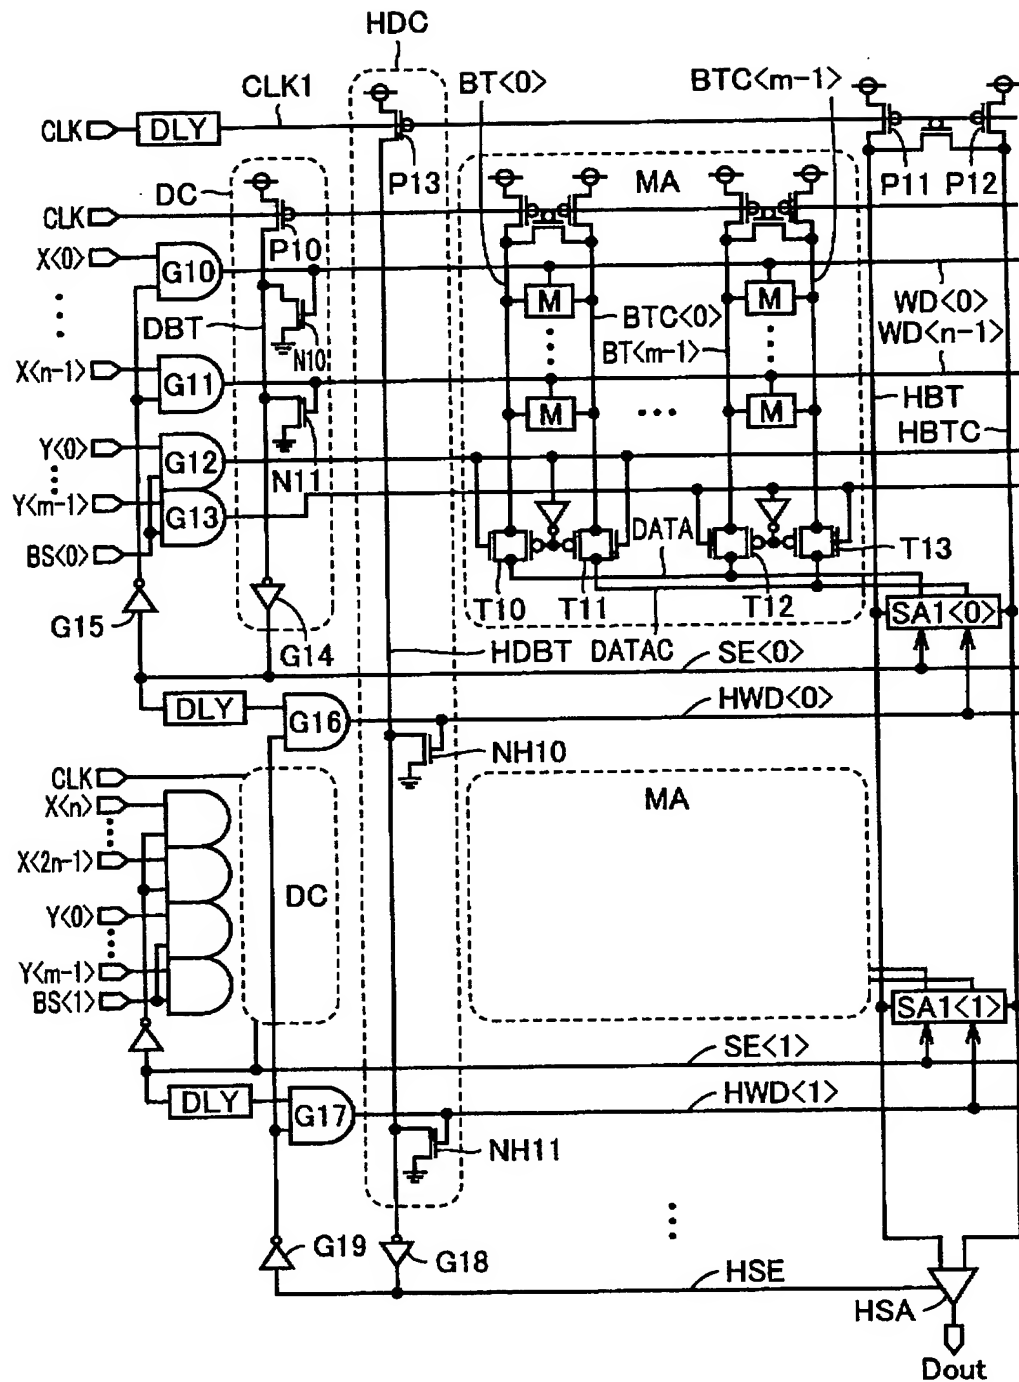 HDC
BT<0>
BTC<m-1>
CLK1
CLK
DLY
P13
P11
P12
DC
MA
CLK
P10
X<0>
G10
M
M
WD<0>
DBT
N10
BTC<0>
BT<m-1>
WD<n-1>
X<n-1>
G11
M
M
HBT
HBTC
Y<0>
G12
N11
Y<m-1>
G13
DATA
BS<0>
T13
T10
T11
T12
SA1<0>
G15
G14
HDBT
DATAC
SE<0>
DLY
G16
HWD<0>
NH10
CLK
X<n>
MA
X<2n-1>
DC
Y<0>
Y<m-1>
BS<1>
SA1<1>
SE<1>
DLY
G17
HWD<1>
NH11
G19
G18
HSE
HSA
Dout